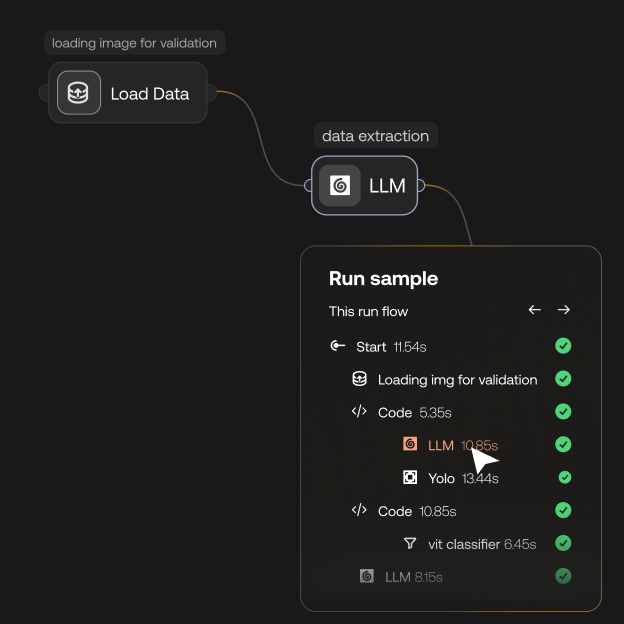 loading image for validation
Load Data
data extraction
LLM
Run sample
This run flow
Start 11.54s
Loading img for validation
Code 5.35s
LLM 10.85s
Yolo 13.44s
Code 10.85s
vit classifier 6.45s
LLM 8.15s